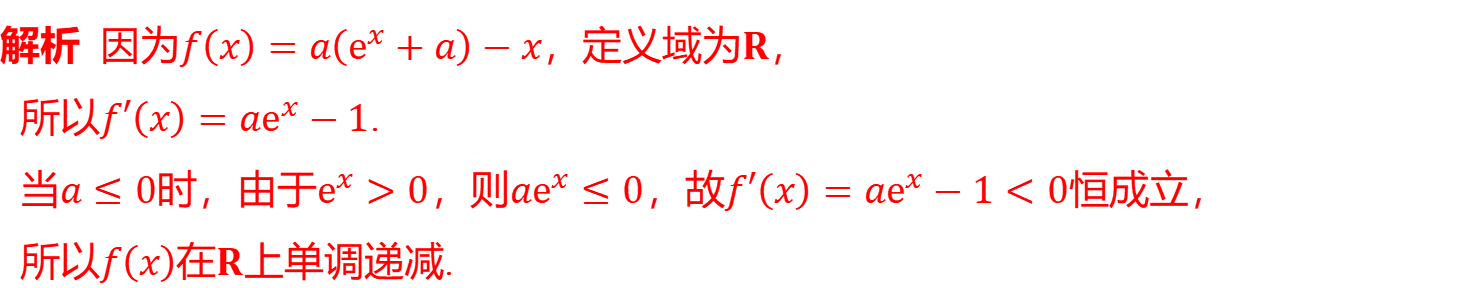 解析 因为f(x) = a(eˣ + a) − x，定义域为R，
所以f′(x) = aeˣ − 1.
当a ≤ 0时，由于eˣ > 0，则aeˣ ≤ 0，故f′(x) = aeˣ − 1 < 0恒成立，
所以f(x)在R上单调递减.